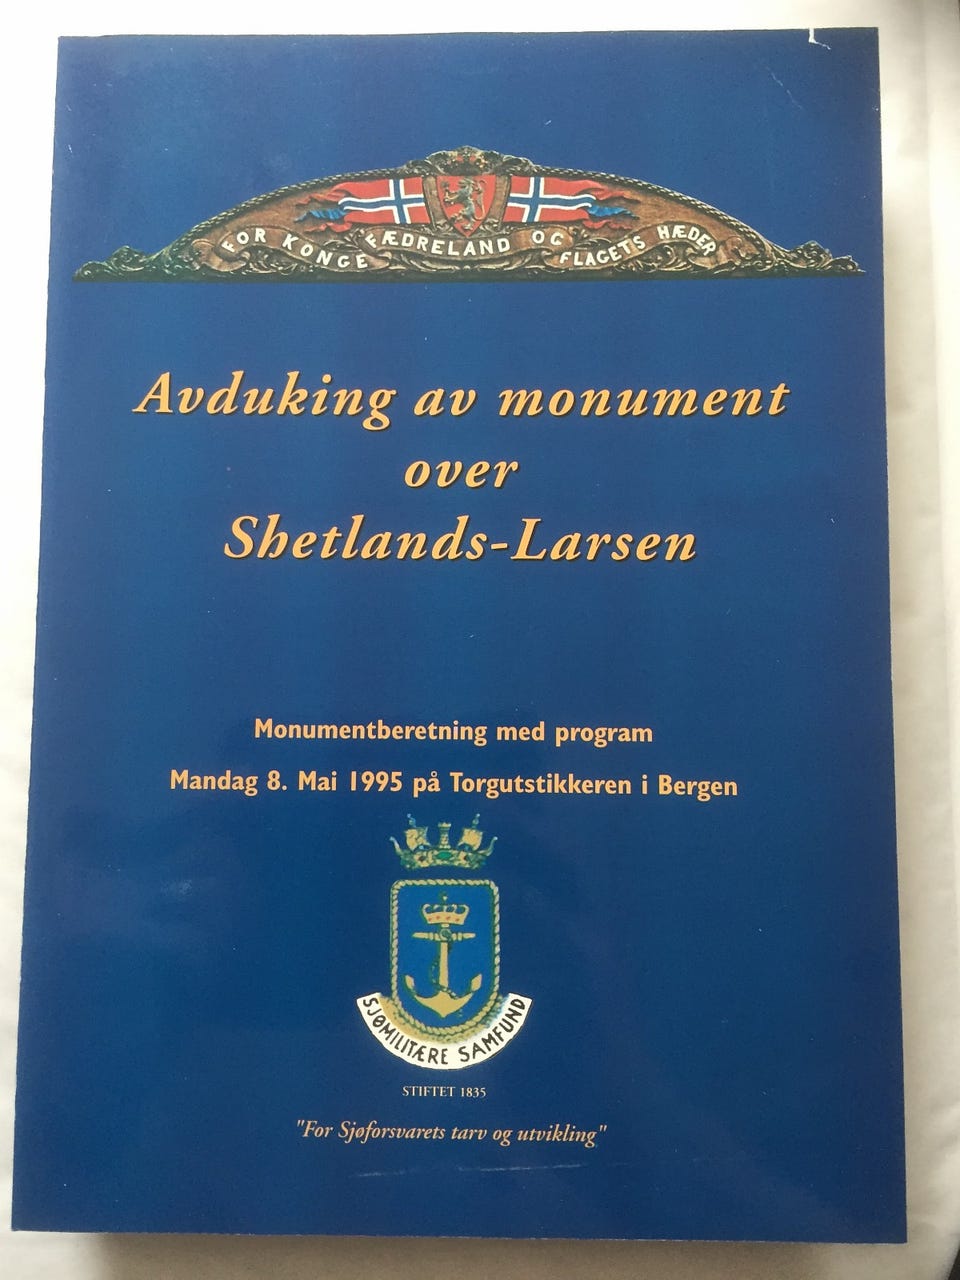 FOR KONGE FÆDRELAND OG FLAGETS HÆDER
Avduking av monument
over
Shetlands-Larsen
Monumentberetning med program
Mandag 8. Mai 1995 på Torgutstikkeren i Bergen
SJØMILITÆRE SAMFUND
STIFTET 1835
"For Sjøforsvarets tarv og utvikling"